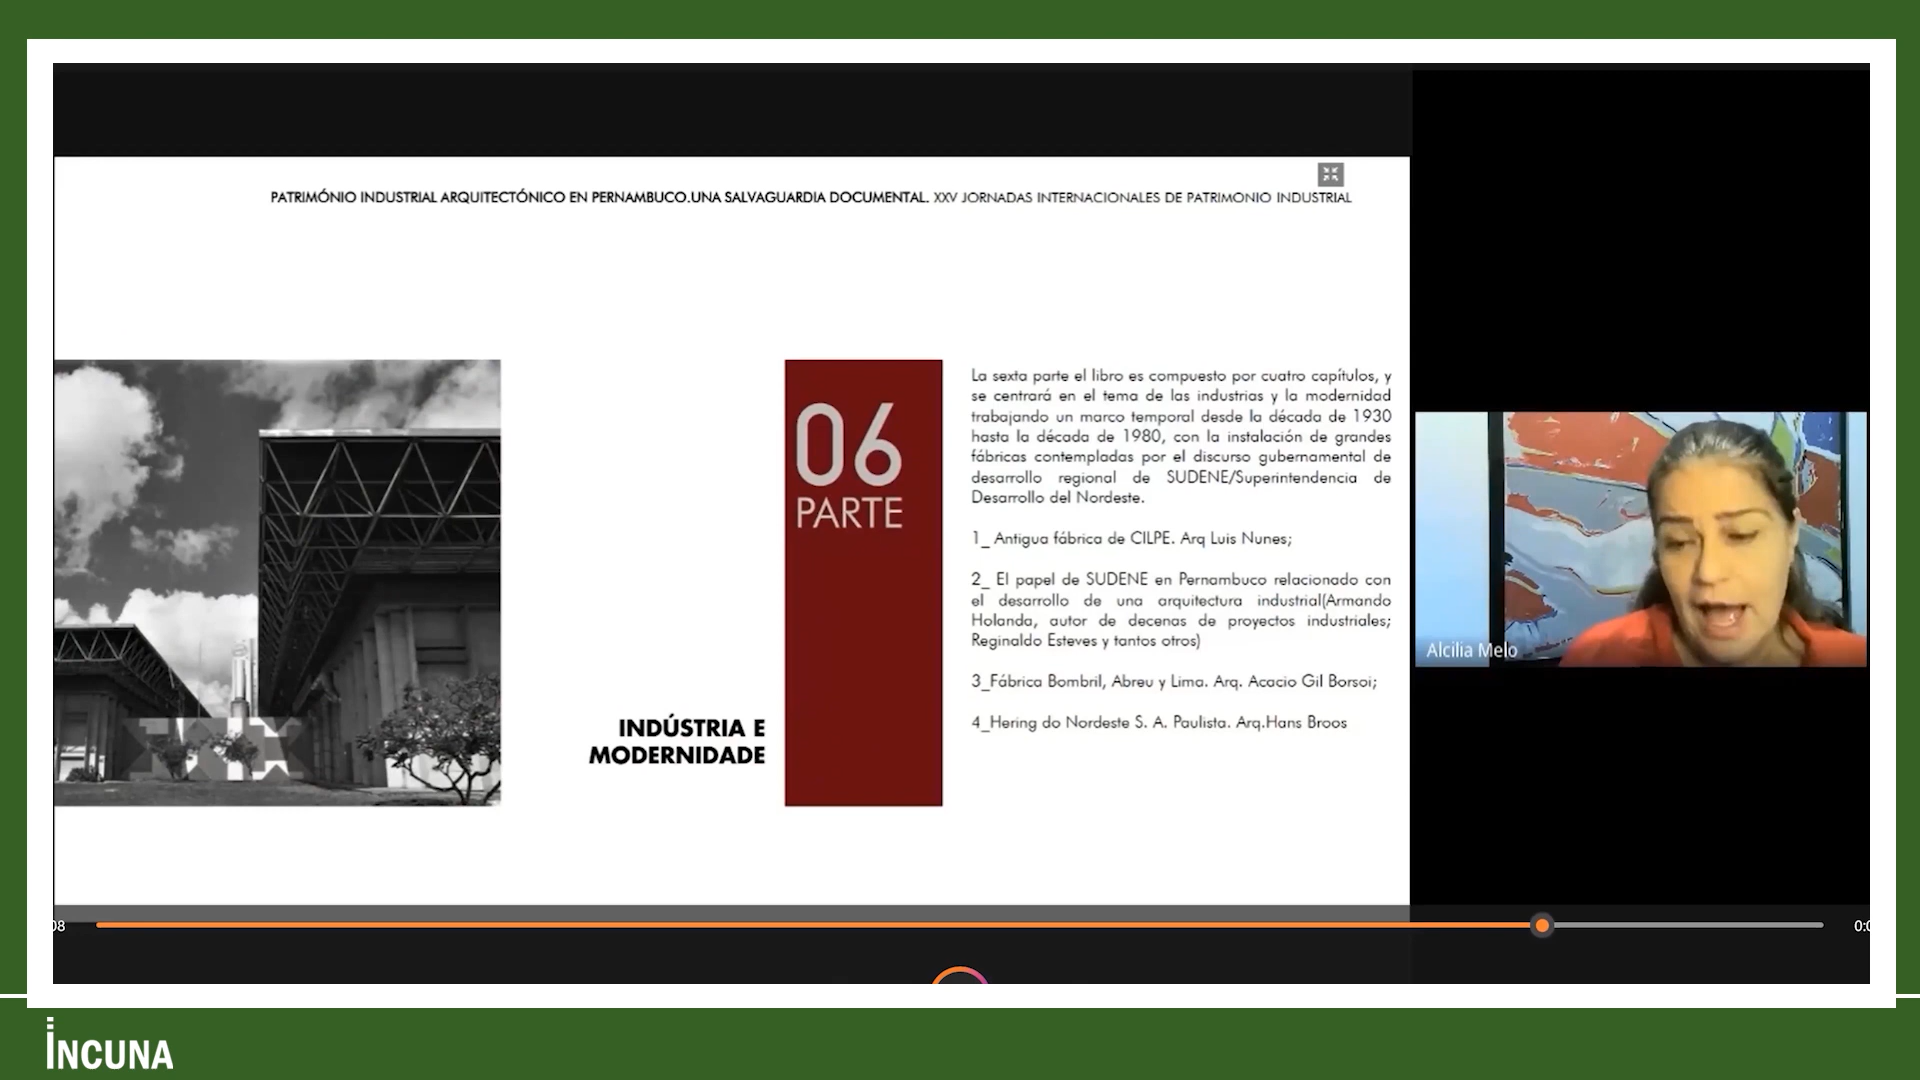 PATRIMÓNIO INDUSTRIAL ARQUITECTÓNICO EN PERNAMBUCO.UNA SALVAGUARDIA DOCUMENTAL. XXV JORNADAS INTERNACIONALES DE PATRIMONIO INDUSTRIAL
INDÚSTRIA E
MODERNIDADE
06
PARTE
La sexta parte el libro es compuesto por cuatro capítulos, y
se centrará en el tema de las industrias y la modernidad
trabajando un marco temporal desde la década de 1930
hasta la década de 1980, con la instalación de grandes
fábricas contempladas por el discurso gubernamental de
desarrollo regional de SUDENE/Superintendencia de
Desarrollo del Nordeste.
1_ Antigua fábrica de CILPE. Arq Luis Nunes;
2_ El papel de SUDENE en Pernambuco relacionado con
el desarrollo de una arquitectura industrial(Armando
Holanda, autor de decenas de proyectos industriales;
Reginaldo Esteves y tantos otros)
3_Fábrica Bombril, Abreu y Lima. Arq. Acacio Gil Borsoi;
4_Hering do Nordeste S. A. Paulista. Arq.Hans Broos
Alcilia Melo
INCUNA